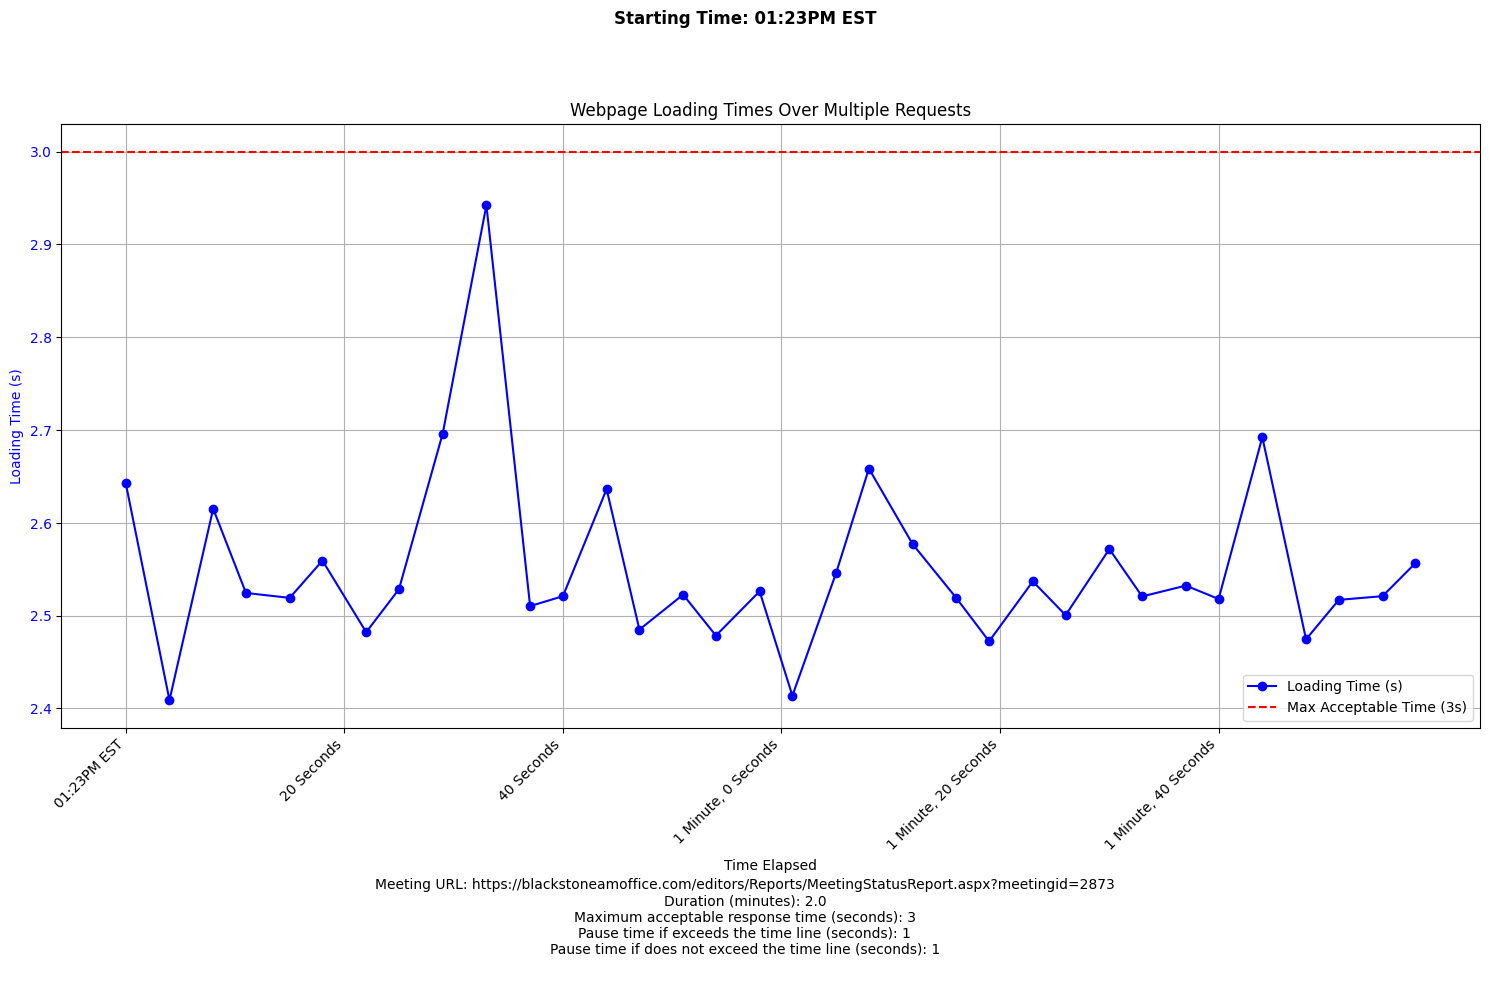 Starting Time: 01:23PM EST
Webpage Loading Times Over Multiple Requests
Loading Time (s)
3.0
2.9
2.8
2.7
2.6
2.5
2.4
Loading Time (s)
Max Acceptable Time (3s)
01:23PM EST
20 Seconds
40 Seconds
1 Minute, 0 Seconds
1 Minute, 20 Seconds
1 Minute, 40 Seconds
Time Elapsed
Meeting URL: https://blackstoneamoffice.com/editors/Reports/MeetingStatusReport.aspx?meetingid=2873
Duration (minutes): 2.0
Maximum acceptable response time (seconds): 3
Pause time if exceeds the time line (seconds): 1
Pause time if does not exceed the time line (seconds): 1